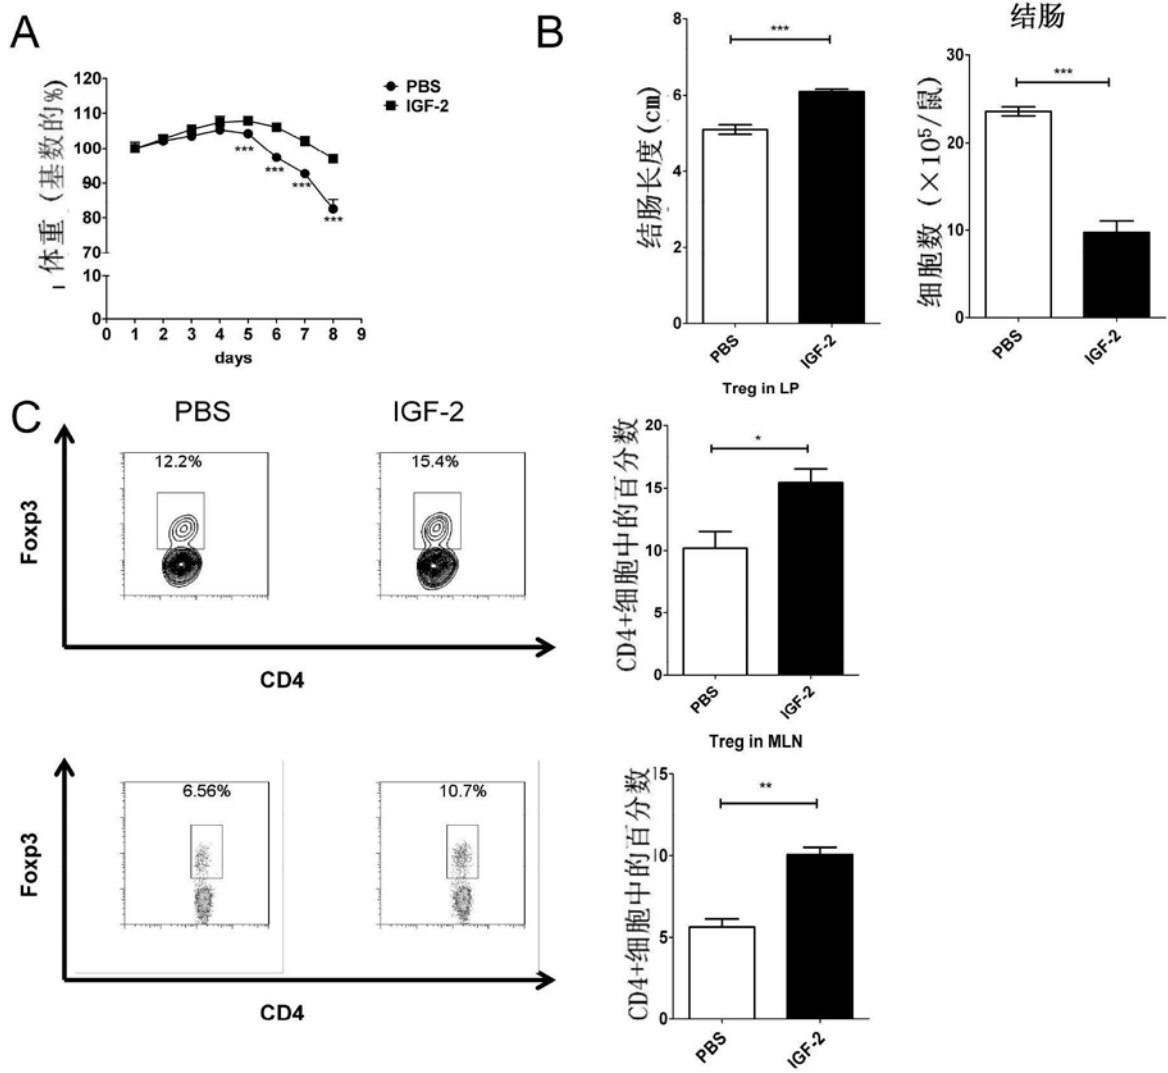 A
体重 (基数的%)
120
110
100
90
80
70
10
0
PBS
IGF-2
***
***
***
***
0 1 2 3 4 5 6 7 8 9
days
B
结肠长度(cm)
8
6
4
2
0
***
PBS
IGF-2
结肠
细胞数 (×10⁵/鼠)
30
20
10
0
***
PBS
IGF-2
C
PBS
IGF-2
Foxp3
12.2%
15.4%
CD4
Treg in LP
CD4+细胞中的百分数
20
15
10
5
0
*
PBS
IGF-2
Foxp3
6.56%
10.7%
CD4
Treg in MLN
CD4+细胞中的百分数
15
10
5
0
**
PBS
IGF-2